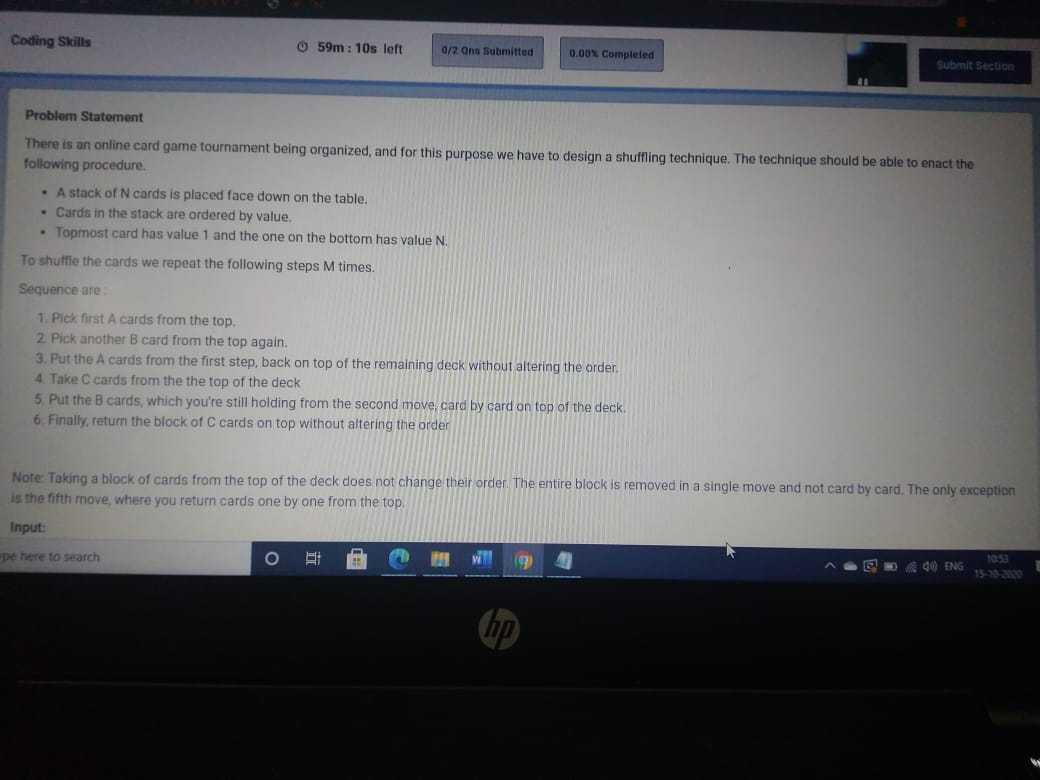 Coding Skills
59m : 10s left
0/2 Qns Submitted
0.00% Completed
Submit Section
Problem Statement
There is an online card game tournament being organized, and for this purpose we have to design a shuffling technique. The technique should be able to enact the
following procedure.
• A stack of N cards is placed face down on the table.
• Cards in the stack are ordered by value.
• Topmost card has value 1 and the one on the bottom has value N.
To shuffle the cards we repeat the following steps M times.
Sequence are :
1. Pick first A cards from the top.
2. Pick another B card from the top again.
3. Put the A cards from the first step, back on top of the remaining deck without altering the order.
4. Take C cards from the the top of the deck
5. Put the B cards, which you're still holding from the second move, card by card on top of the deck.
6. Finally, return the block of C cards on top without altering the order
Note: Taking a block of cards from the top of the deck does not change their order. The entire block is removed in a single move and not card by card. The only exception
is the fifth move, where you return cards one by one from the top.
Input:
pe here to search
ENG
10:53
15-10-2020
hp